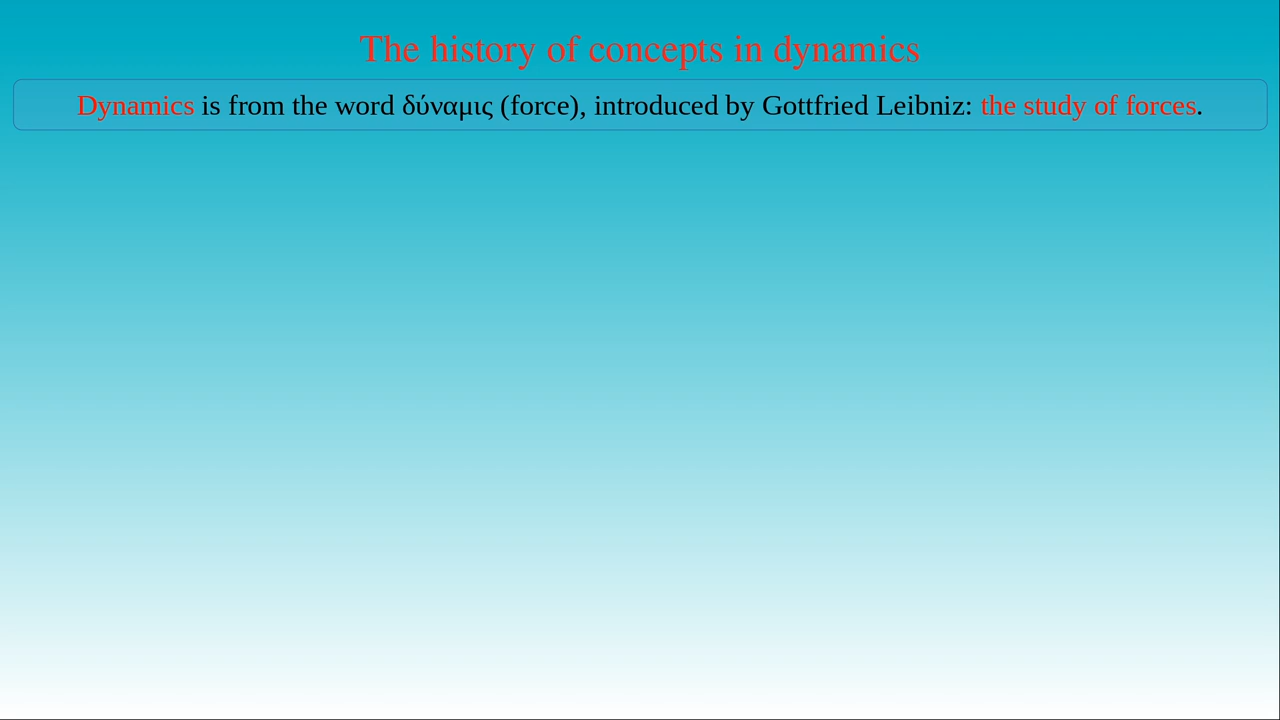 The history of concepts in dynamics
Dynamics is from the word δύναμις (force), introduced by Gottfried Leibniz: the study of forces.